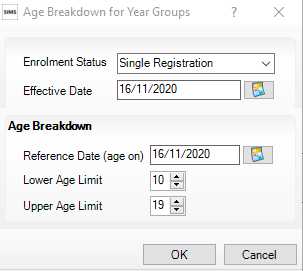 SIMS Age Breakdown for Year Groups ? ×
Enrolment Status Single Registration
Effective Date 16/11/2020
Age Breakdown
Reference Date (age on) 16/11/2020
Lower Age Limit 10
Upper Age Limit 19
OK Cancel